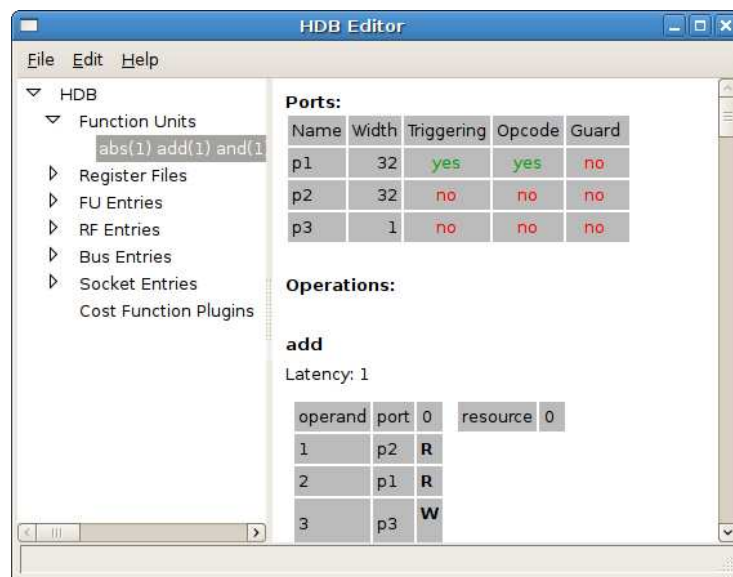 HDB Editor
File Edit Help
HDB
Function Units
abs(1) add(1) and(1
Register Files
FU Entries
RF Entries
Bus Entries
Socket Entries
Cost Function Plugins
Ports:
Name Width Triggering Opcode Guard
p1 32 yes yes no
p2 32 no no no
p3 1 no no no
Operations:
add
Latency: 1
operand port 0 resource 0
1 p2 R
2 p1 R
3 p3 W